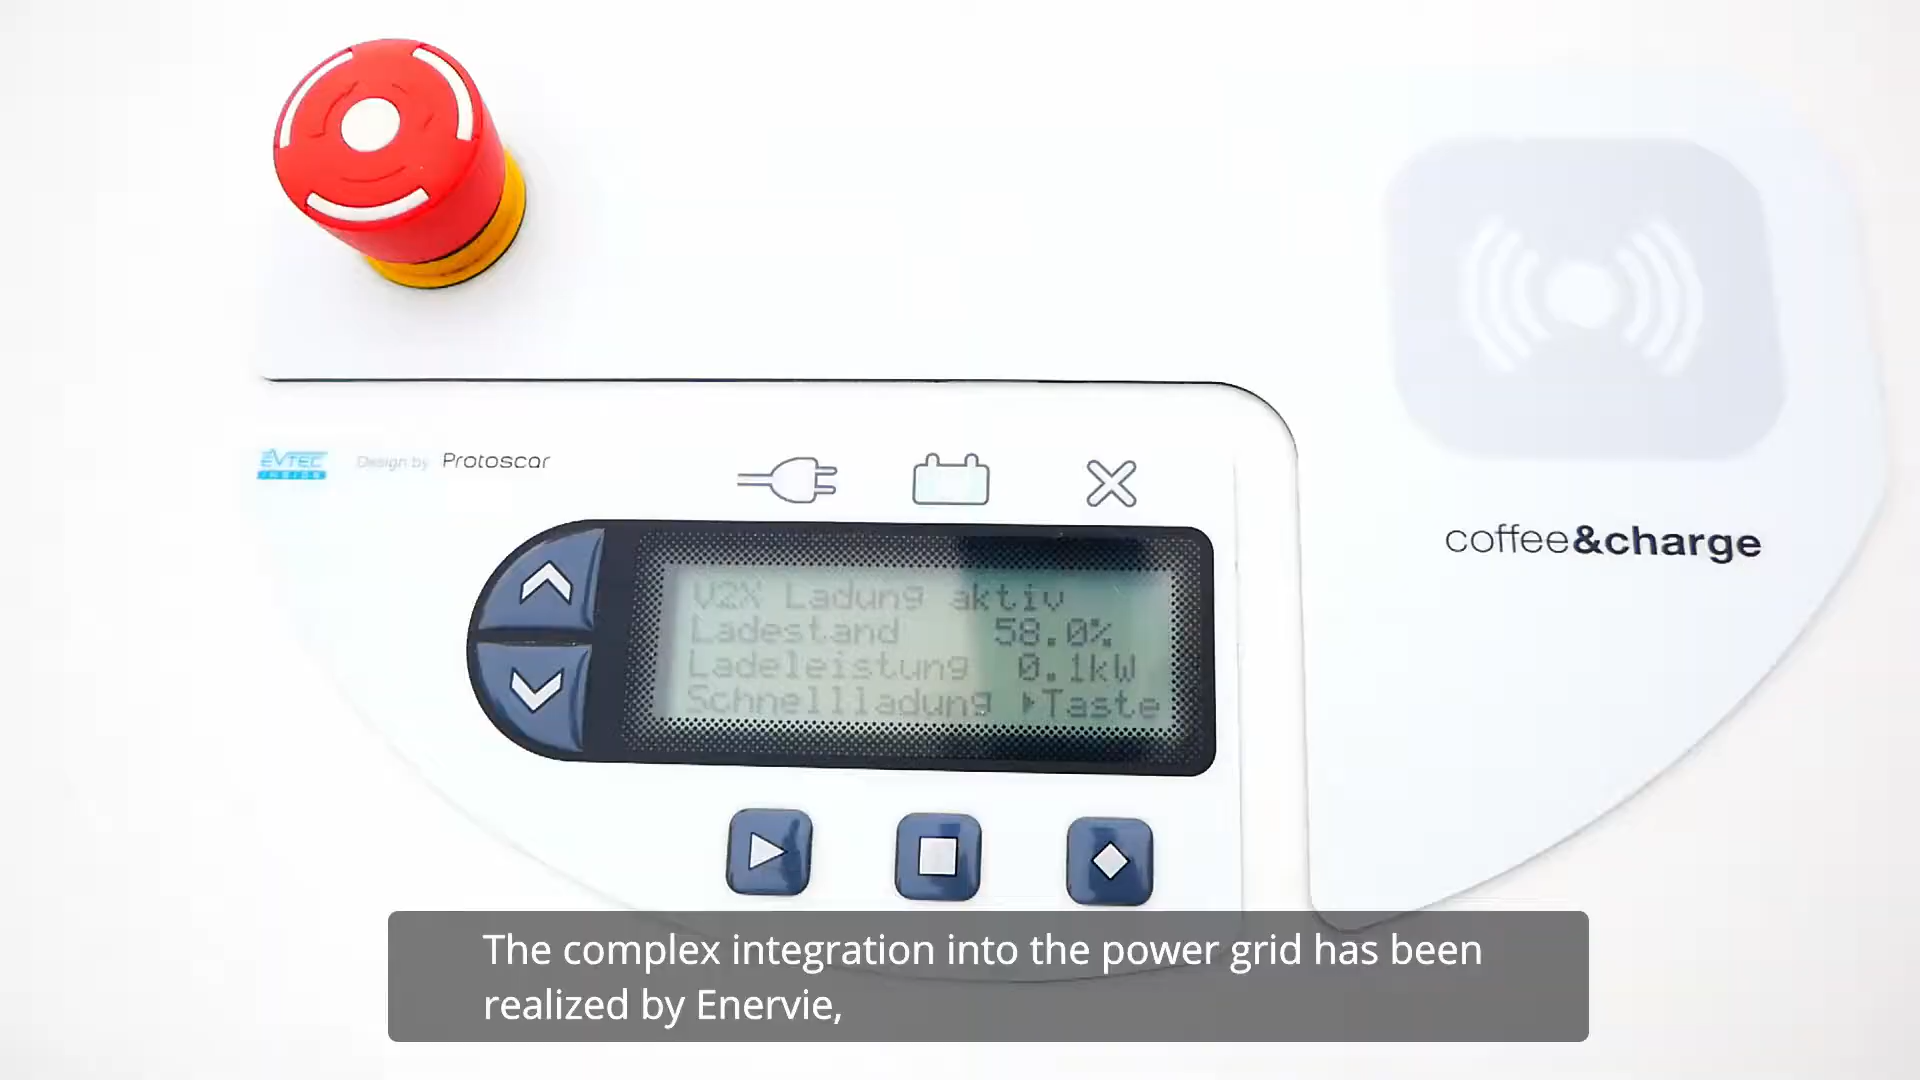 EVTEC
INSIDE
Design by Protoscar
coffee&charge
V2X Ladung aktiv
Ladestand 58.0%
Ladeleistung 0.1kW
Schnellladung ▸Taste
The complex integration into the power grid has been
realized by Enervie,